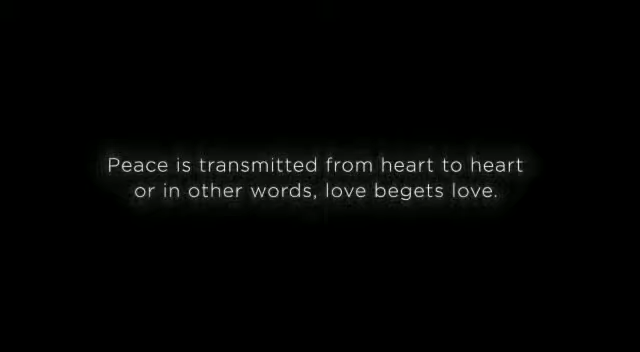 Peace is transmitted from heart to heart
or in other words, love begets love.